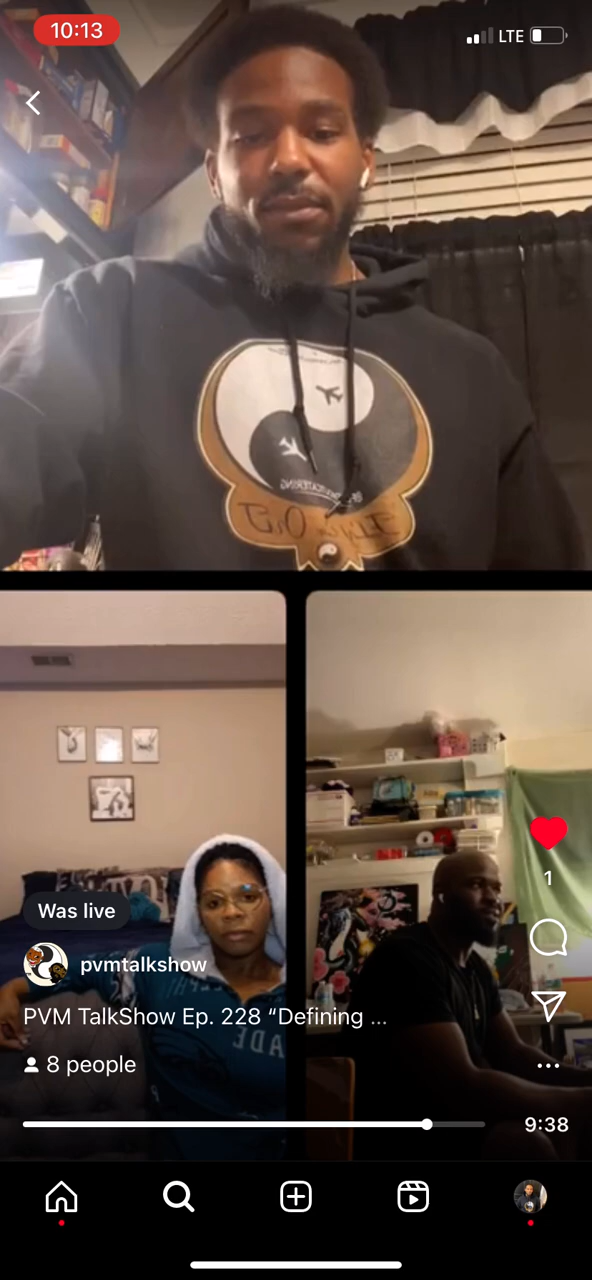 10:13
LTE
Was live
pvmtalkshow
PVM TalkShow Ep. 228 “Defining ...
8 people
1
9:38